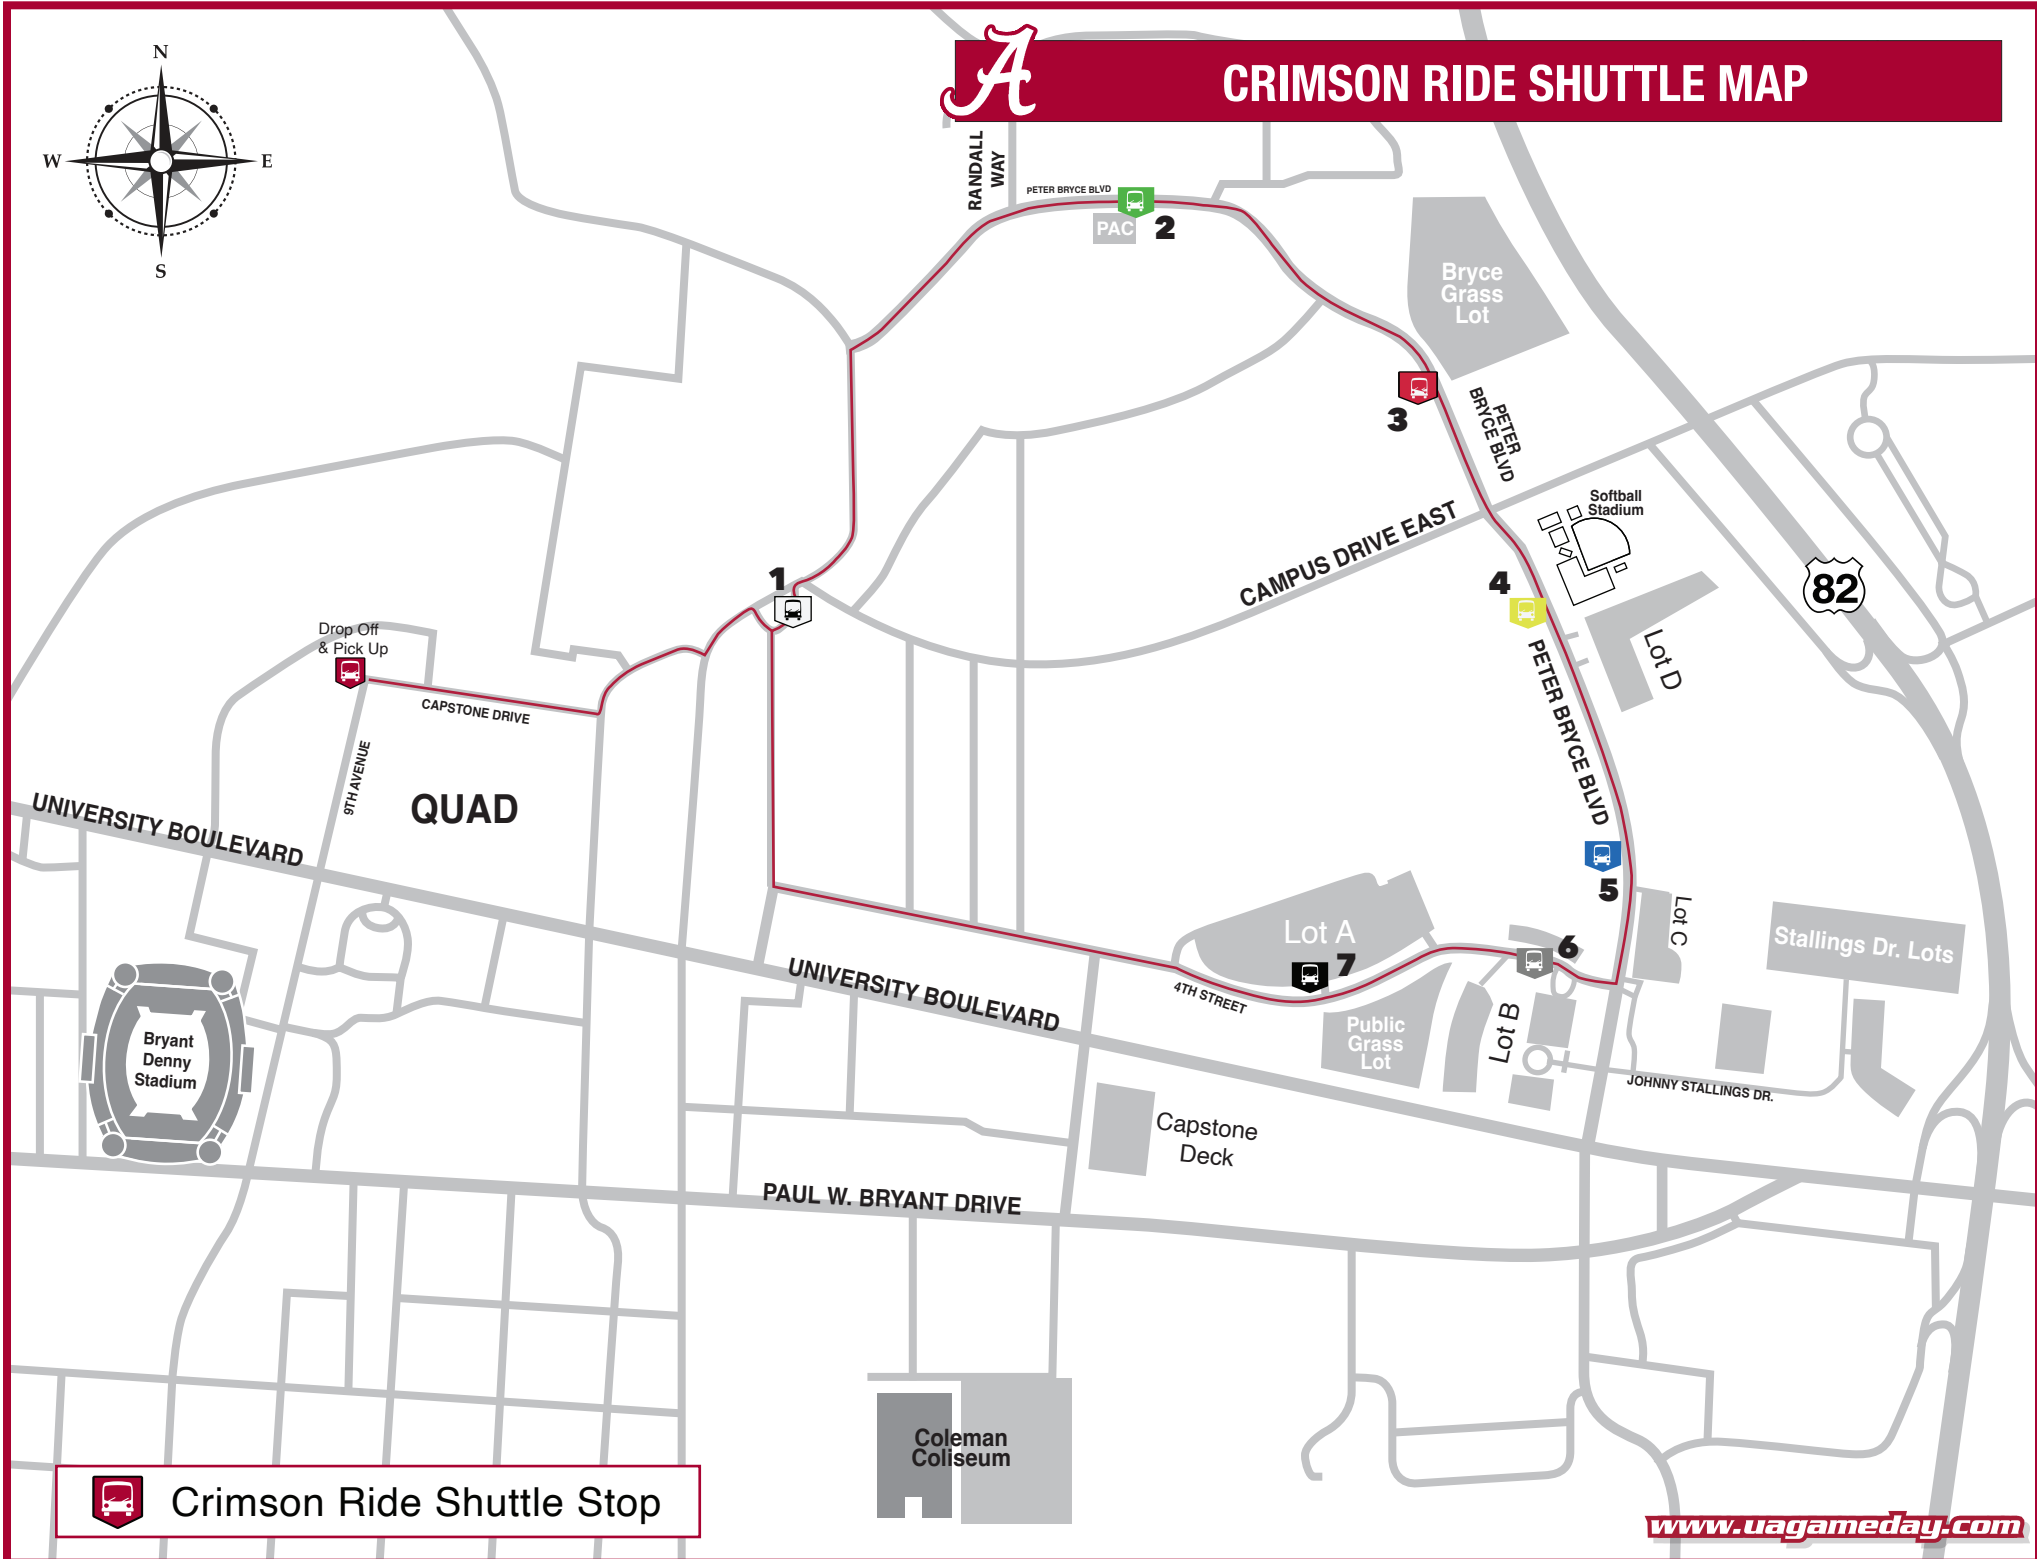 CRIMSON RIDE SHUTTLE MAP
A
N
W
E
S
RANDALL
WAY
PETER BRYCE BLVD
PAC
2
Bryce
Grass
Lot
3
PETER
BRYCE BLVD
Softball
Stadium
CAMPUS DRIVE EAST
4
82
1
Drop Off
& Pick Up
CAPSTONE DRIVE
Lot D
PETER BRYCE BLVD
9TH AVENUE
QUAD
UNIVERSITY BOULEVARD
5
Lot C
Lot A
6
7
Stallings Dr. Lots
UNIVERSITY BOULEVARD
4TH STREET
Public
Grass
Lot
Lot B
JOHNNY STALLINGS DR.
Bryant
Denny
Stadium
Capstone
Deck
PAUL W. BRYANT DRIVE
Coleman
Coliseum
Crimson Ride Shuttle Stop
www.uagameday.com